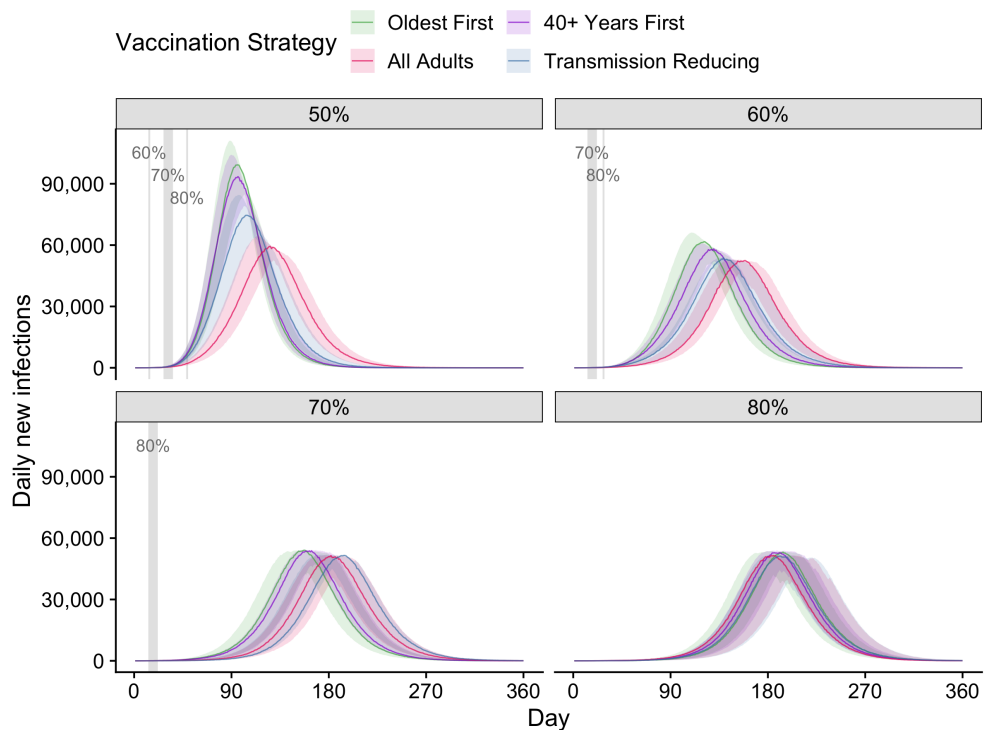 Vaccination Strategy
Oldest First
40+ Years First
All Adults
Transmission Reducing
50%
60%
60%
70%
80%
70%
80%
90,000
60,000
30,000
0
70%
80%
80%
90,000
60,000
30,000
0
0 90 180 270 360
0 90 180 270 360
Day
Daily new infections